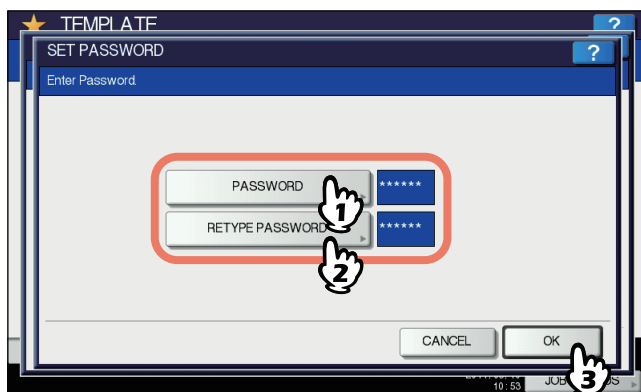 TEMPLATE ?
SET PASSWORD ?
Enter Password.
PASSWORD ******
1
RETYPE PASSWORD ******
2
CANCEL OK
3
10:53 JOB